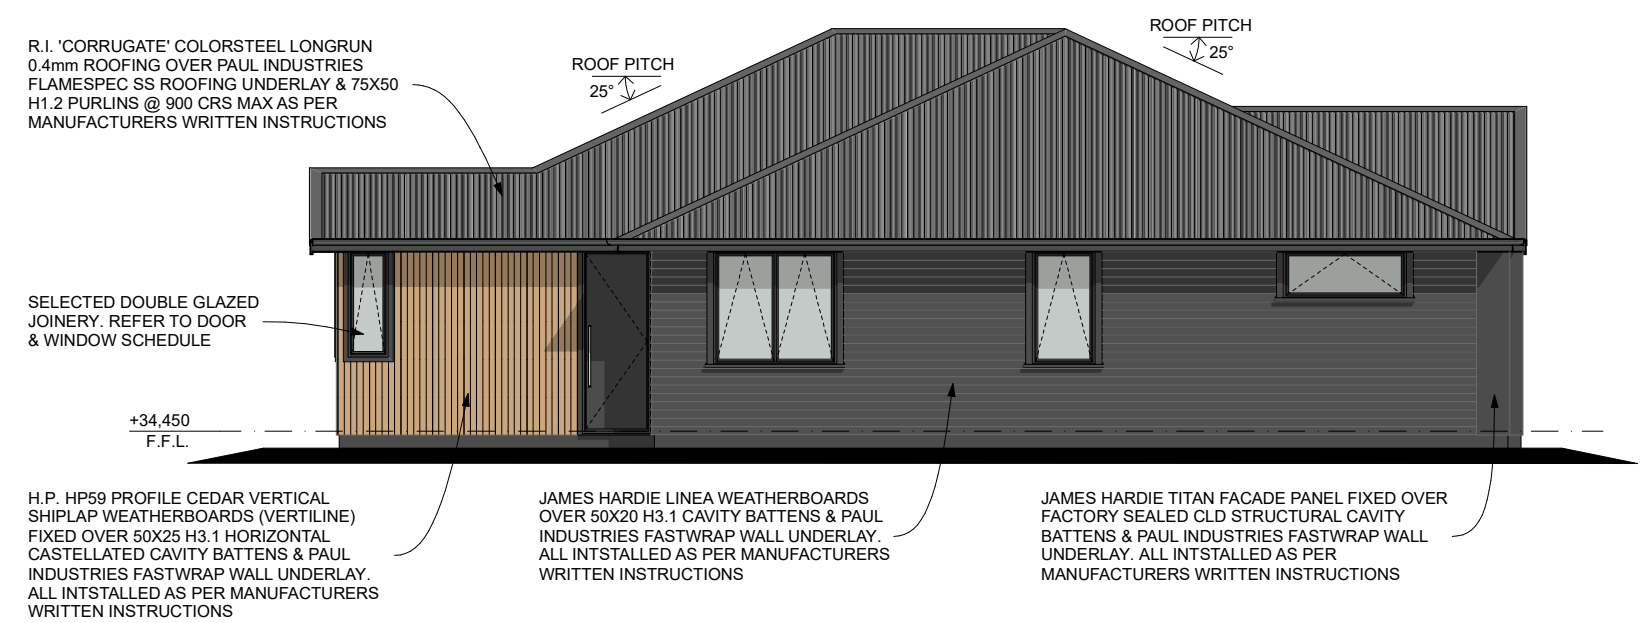 R.I. 'CORRUGATE' COLORSTEEL LONGRUN
0.4mm ROOFING OVER PAUL INDUSTRIES
FLAMESPEC SS ROOFING UNDERLAY & 75X50
H1.2 PURLINS @ 900 CRS MAX AS PER
MANUFACTURERS WRITTEN INSTRUCTIONS
ROOF PITCH
25°
ROOF PITCH
25°
SELECTED DOUBLE GLAZED
JOINERY. REFER TO DOOR
& WINDOW SCHEDULE
+34,450
F.F.L.
H.P. HP59 PROFILE CEDAR VERTICAL
SHIPLAP WEATHERBOARDS (VERTILINE)
FIXED OVER 50X25 H3.1 HORIZONTAL
CASTELLATED CAVITY BATTENS & PAUL
INDUSTRIES FASTWRAP WALL UNDERLAY.
ALL INTSTALLED AS PER MANUFACTURERS
WRITTEN INSTRUCTIONS
JAMES HARDIE LINEA WEATHERBOARDS
OVER 50X20 H3.1 CAVITY BATTENS & PAUL
INDUSTRIES FASTWRAP WALL UNDERLAY.
ALL INTSTALLED AS PER MANUFACTURERS
WRITTEN INSTRUCTIONS
JAMES HARDIE TITAN FACADE PANEL FIXED OVER
FACTORY SEALED CLD STRUCTURAL CAVITY
BATTENS & PAUL INDUSTRIES FASTWRAP WALL
UNDERLAY. ALL INTSTALLED AS PER
MANUFACTURERS WRITTEN INSTRUCTIONS